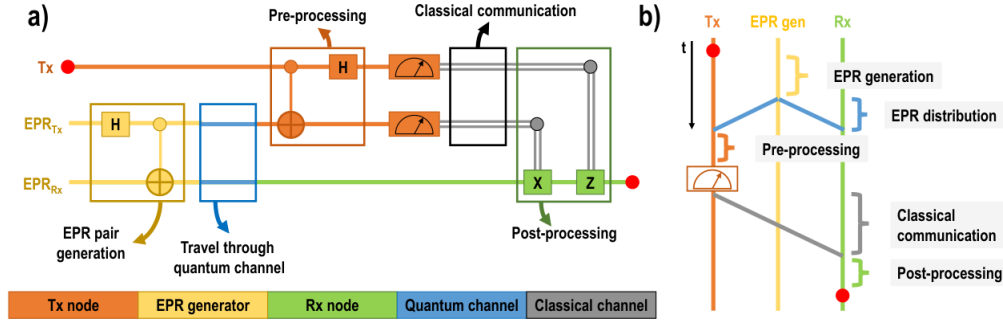 a)
Pre-processing
Classical communication
Tx
H
EPRTx
H
EPRRx
X
Z
EPR pair
generation
Travel through
quantum channel
Post-processing
Tx node
EPR generator
Rx node
Quantum channel
Classical channel
b)
Tx
EPR gen
Rx
t
EPR generation
EPR distribution
Pre-processing
Classical
communication
Post-processing